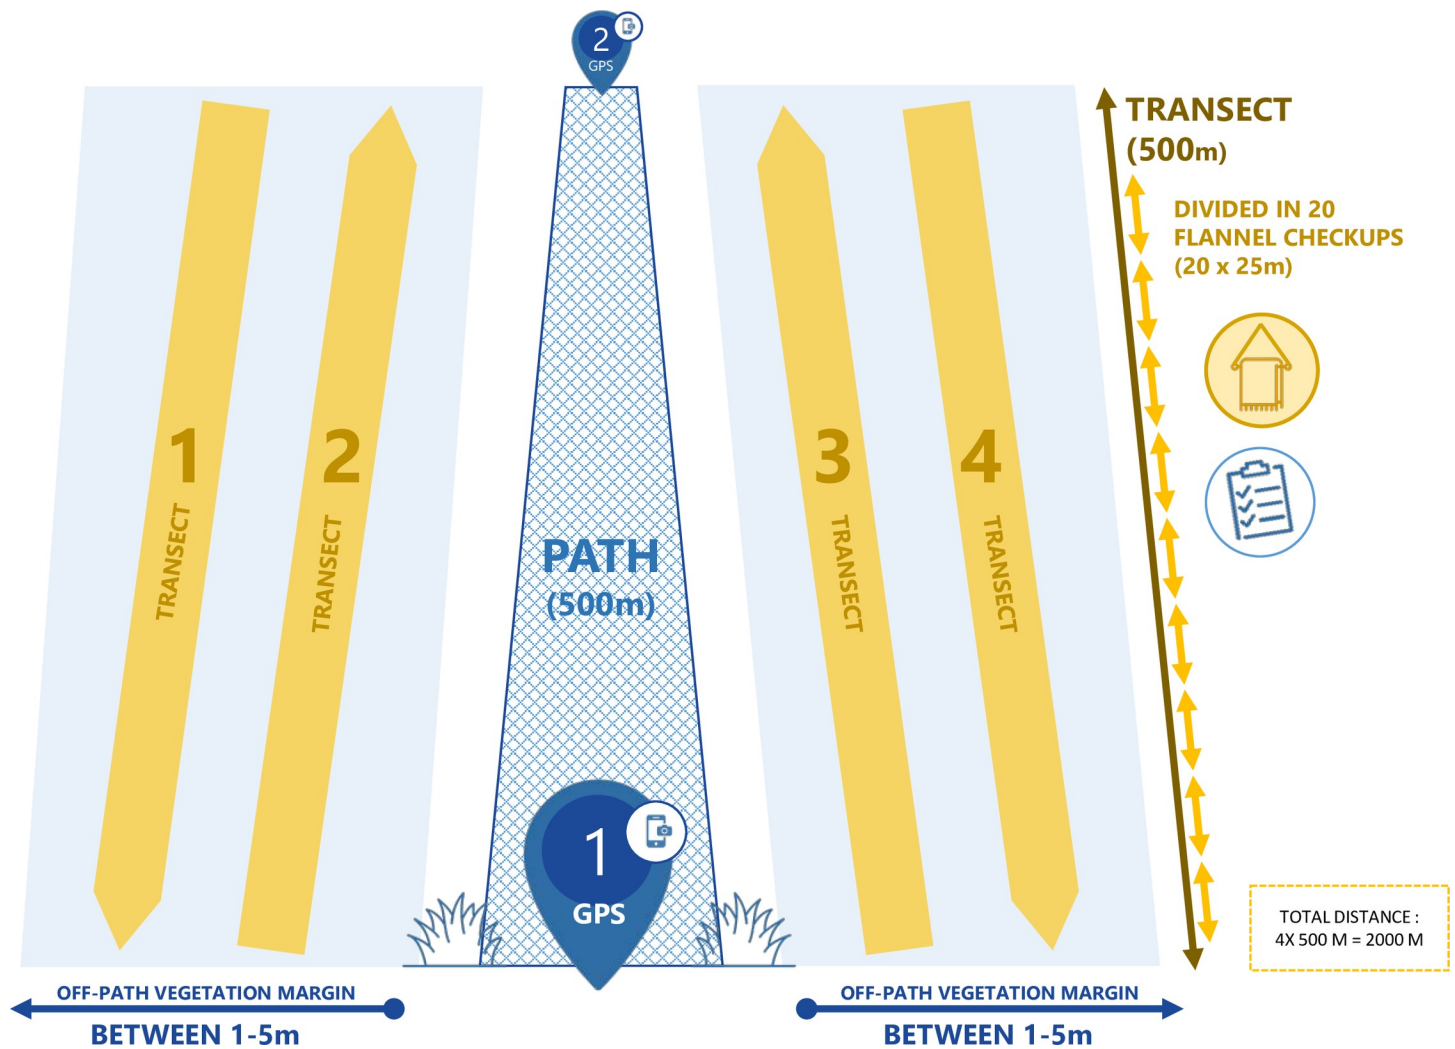 2
GPS
TRANSECT
(500m)
DIVIDED IN 20
FLANNEL CHECKUPS
(20 x 25m)
1
TRANSECT
2
TRANSECT
PATH
(500m)
3
TRANSECT
4
TRANSECT
1
GPS
TOTAL DISTANCE :
4X 500 M = 2000 M
OFF-PATH VEGETATION MARGIN
BETWEEN 1-5m
OFF-PATH VEGETATION MARGIN
BETWEEN 1-5m